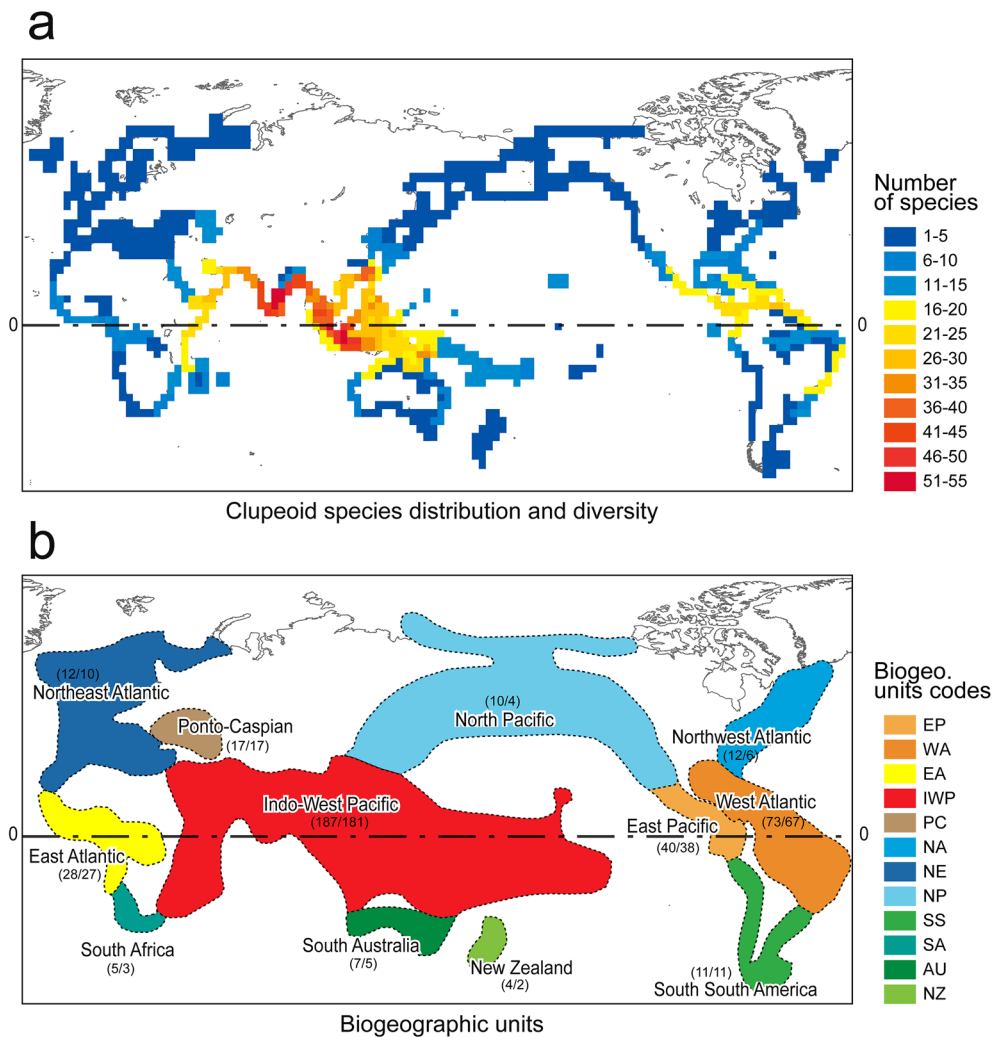 a
0
0
Number
of species
1-5
6-10
11-15
16-20
21-25
26-30
31-35
36-40
41-45
46-50
51-55
Clupeoid species distribution and diversity
b
(12/10)
Northeast Atlantic
Ponto-Caspian
(17/17)
(10/4)
North Pacific
Northwest Atlantic
(12/6)
Indo-West Pacific
(187/181)
West Atlantic
(73/67)
East Pacific
(40/38)
0
0
East Atlantic
(28/27)
South Africa
(5/3)
South Australia
(7/5)
New Zealand
(4/2)
(11/11)
South South America
Biogeo.
units codes
EP
WA
EA
IWP
PC
NA
NE
NP
SS
SA
AU
NZ
Biogeographic units